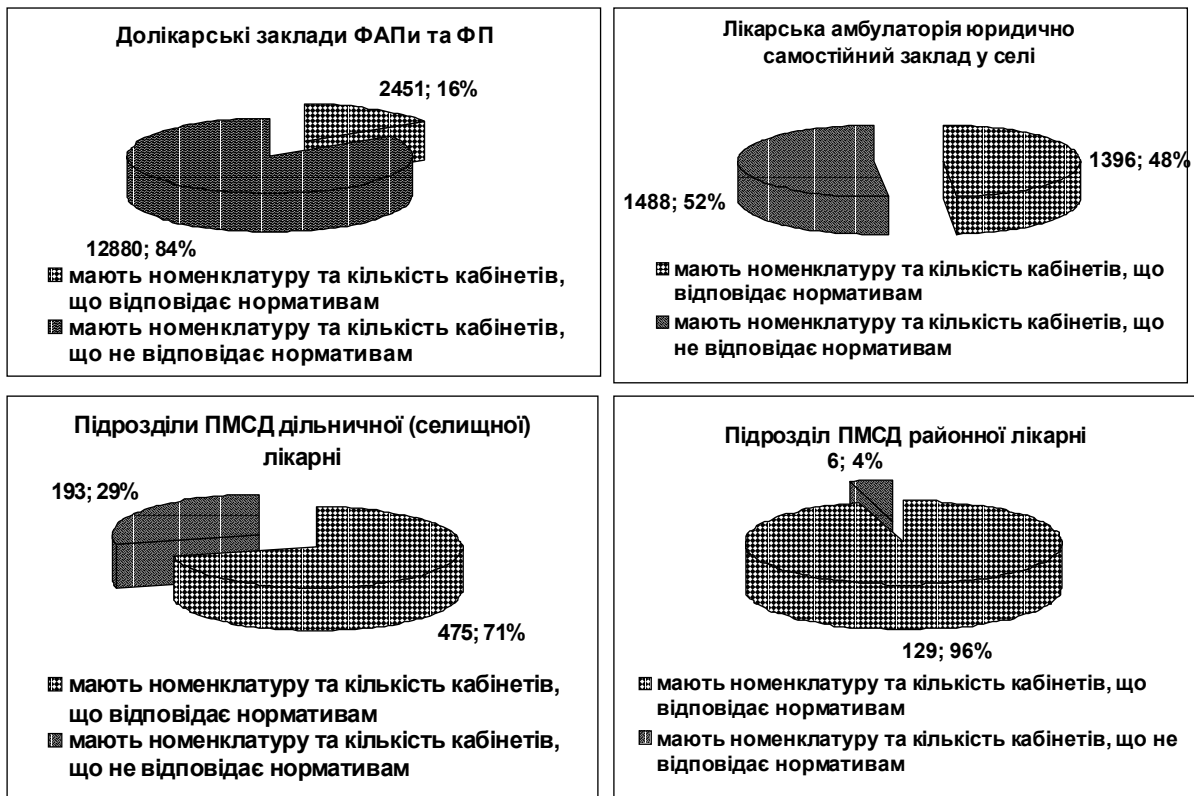 Долікарські заклади ФАПи та ФП
2451; 16%
12880; 84%
мають номенклатуру та кількість кабінетів,
що відповідає нормативам
мають номенклатуру та кількість кабінетів,
що не відповідає нормативам
Лікарська амбулаторія юридично
самостійний заклад у селі
1396; 48%
1488; 52%
мають номенклатуру та кількість кабінетів, що
відповідає нормативам
мають номенклатуру та кількість кабінетів, що
не відповідає нормативам
Підрозділи ПМСД дільничної (селищної)
лікарні
193; 29%
475; 71%
мають номенклатуру та кількість кабінетів,
що відповідає нормативам
мають номенклатуру та кількість кабінетів,
що не відповідає нормативам
Підрозділ ПМСД районної лікарні
6; 4%
129; 96%
мають номенклатуру та кількість кабінетів, що
відповідає нормативам
мають номенклатуру та кількість кабінетів, що не
відповідає нормативам